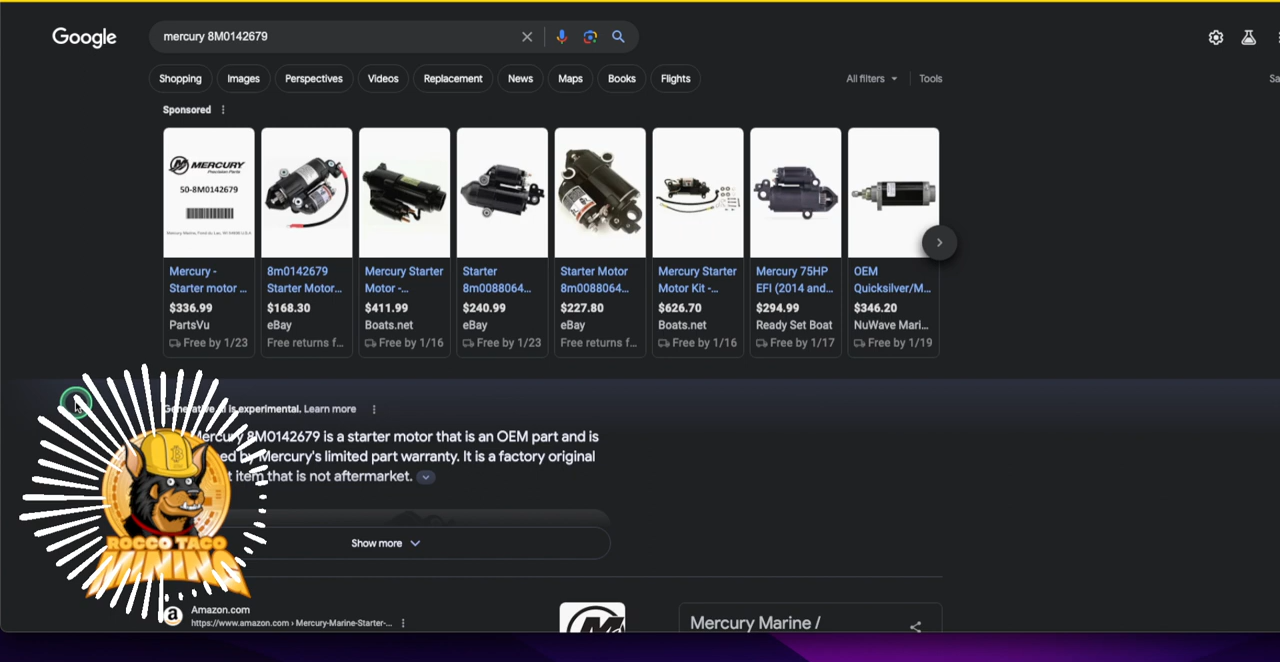 Google
mercury 8M0142679
Shopping
Images
Perspectives
Videos
Replacement
News
Maps
Books
Flights
All filters
Tools
Sa
Sponsored
MERCURY
Precision Parts
50-8M0142679
Mercury -
Starter motor ...
$336.99
PartsVu
Free by 1/23
8m0142679
Starter Motor...
$168.30
eBay
Free returns f...
Mercury Starter
Motor -...
$411.99
Boats.net
Free by 1/16
Starter
8m0088064...
$240.99
eBay
Free by 1/23
Starter Motor
8m0088064...
$227.80
eBay
Free returns f...
Mercury Starter
Motor Kit -...
$626.70
Boats.net
Free by 1/16
Mercury 75HP
EFI (2014 and...
$294.99
Ready Set Boat
Free by 1/17
OEM
Quicksilver/M...
$346.20
NuWave Mari...
Free by 1/19
Generative AI is experimental. Learn more
Mercury 8M0142679 is a starter motor that is an OEM part and is
ed by Mercury's limited part warranty. It is a factory original
t item that is not aftermarket.
Show more
ROCCO TACO
MINING
a
Amazon.com
https://www.amazon.com › Mercury-Marine-Starter-...
Mercury Marine /